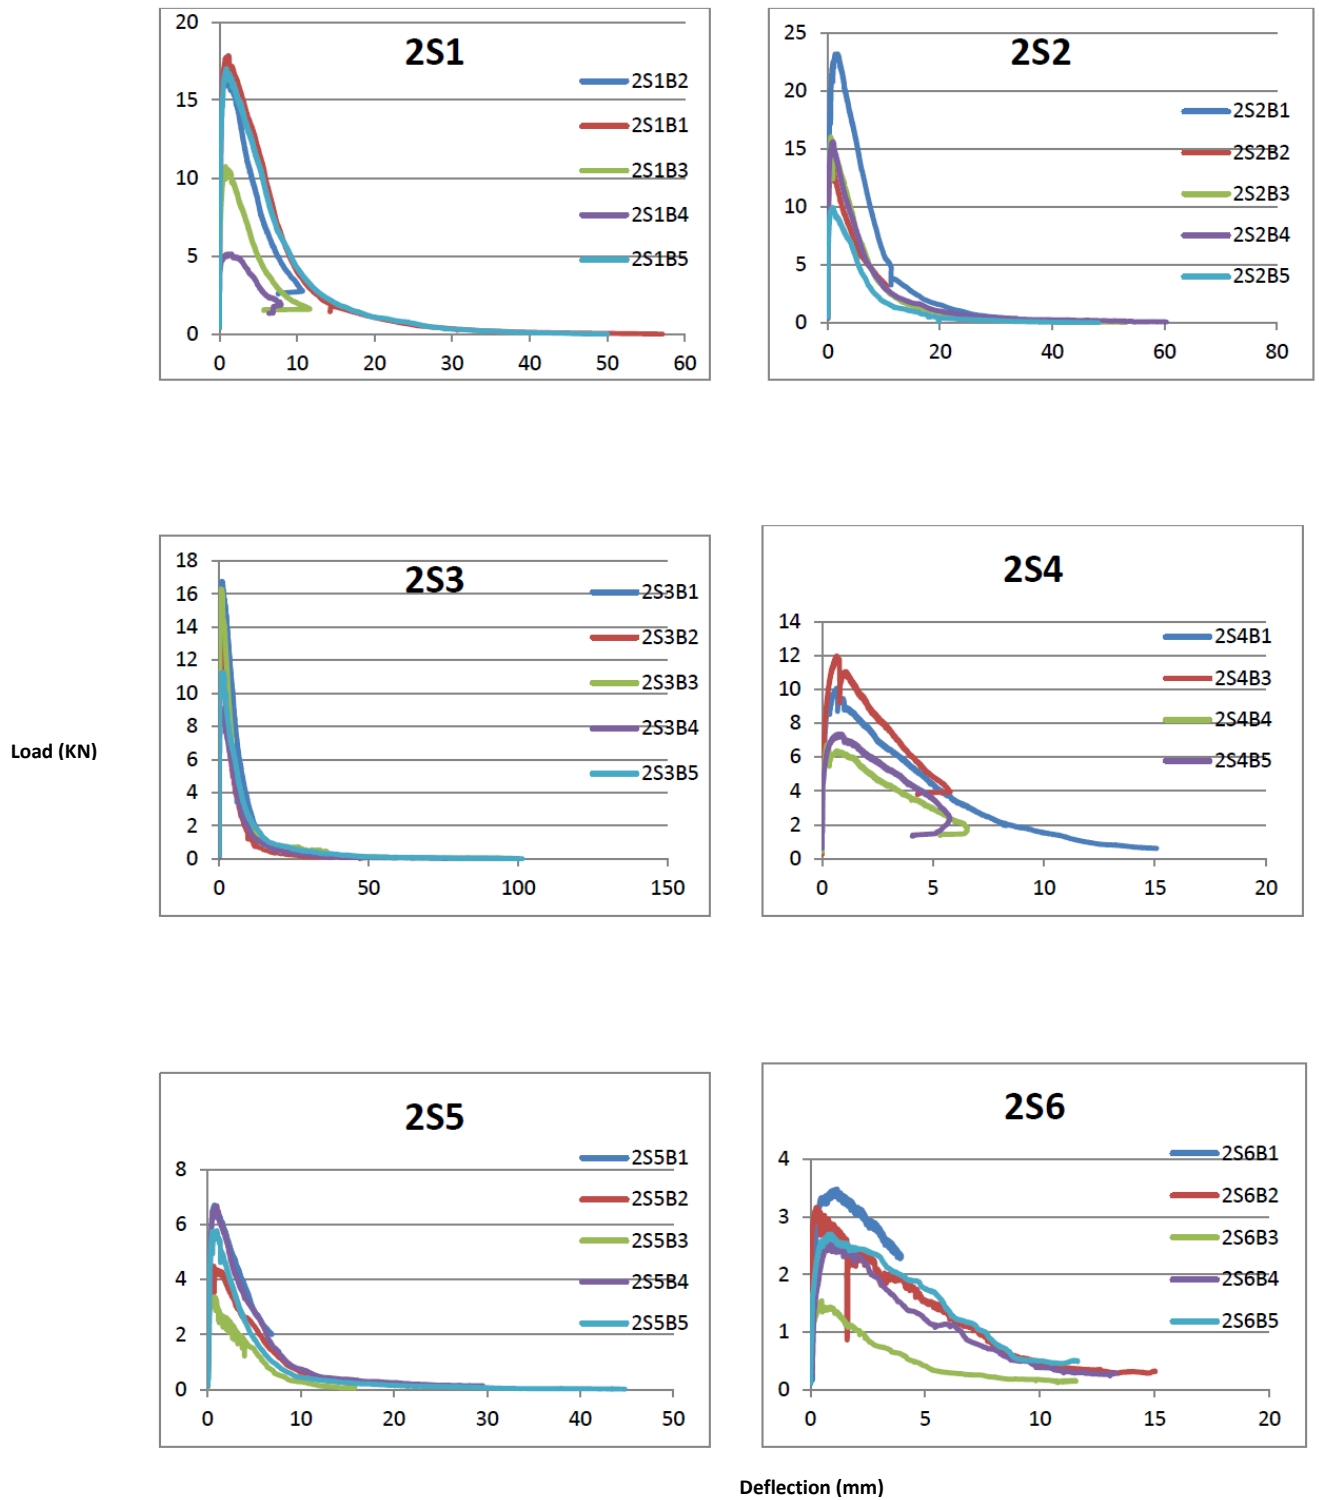 2S1
20
15
10
5
0
0 10 20 30 40 50 60
2S1B2
2S1B1
2S1B3
2S1B4
2S1B5
2S2
25
20
15
10
5
0
0 20 40 60 80
2S2B1
2S2B2
2S2B3
2S2B4
2S2B5
Load (KN)
2S3
18
16
14
12
10
8
6
4
2
0
0 50 100 150
2S3B1
2S3B2
2S3B3
2S3B4
2S3B5
2S4
14
12
10
8
6
4
2
0
0 5 10 15 20
2S4B1
2S4B3
2S4B4
2S4B5
2S5
8
6
4
2
0
0 10 20 30 40 50
2S5B1
2S5B2
2S5B3
2S5B4
2S5B5
2S6
4
3
2
1
0
0 5 10 15 20
2S6B1
2S6B2
2S6B3
2S6B4
2S6B5
Deflection (mm)